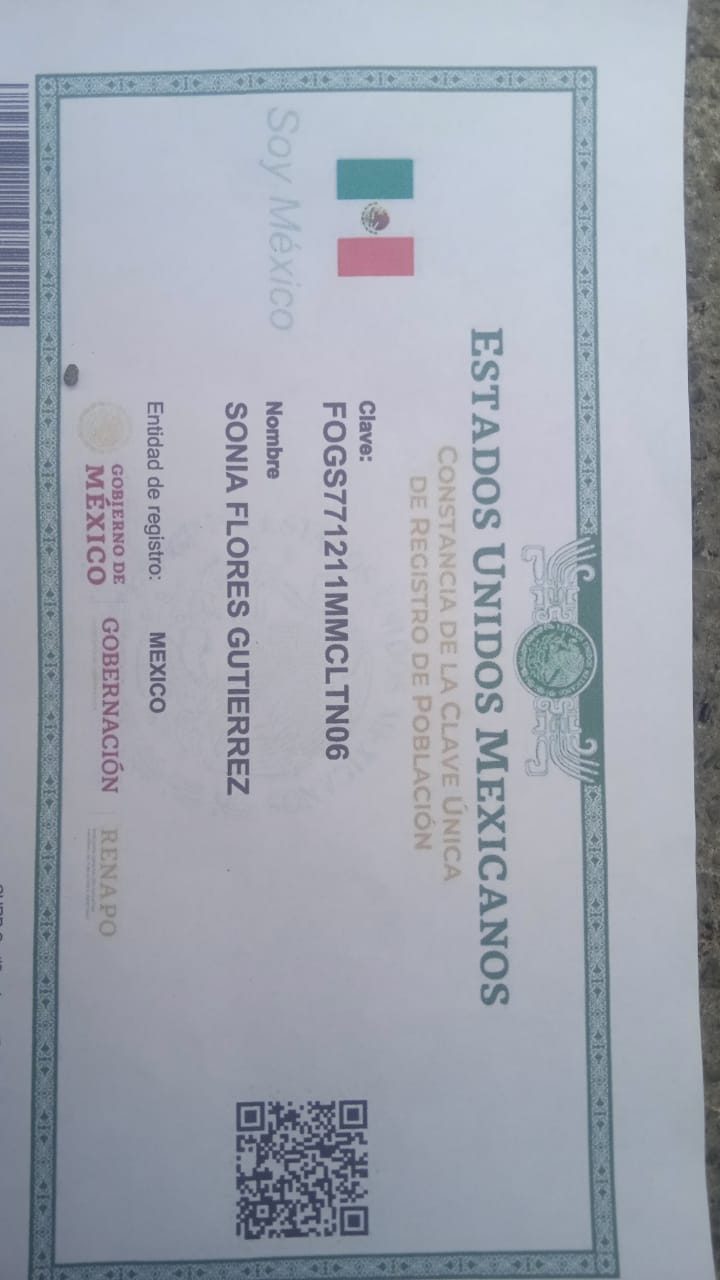 ESTADOS UNIDOS MEXICANOS
CONSTANCIA DE LA CLAVE ÚNICA
DE REGISTRO DE POBLACIÓN
Soy México
Clave:
FOGS771211MMCLTN06
Nombre
SONIA FLORES GUTIERREZ
Entidad de registro: MEXICO
GOBIERNO DE
MÉXICO
GOBERNACIÓN
RENAPO